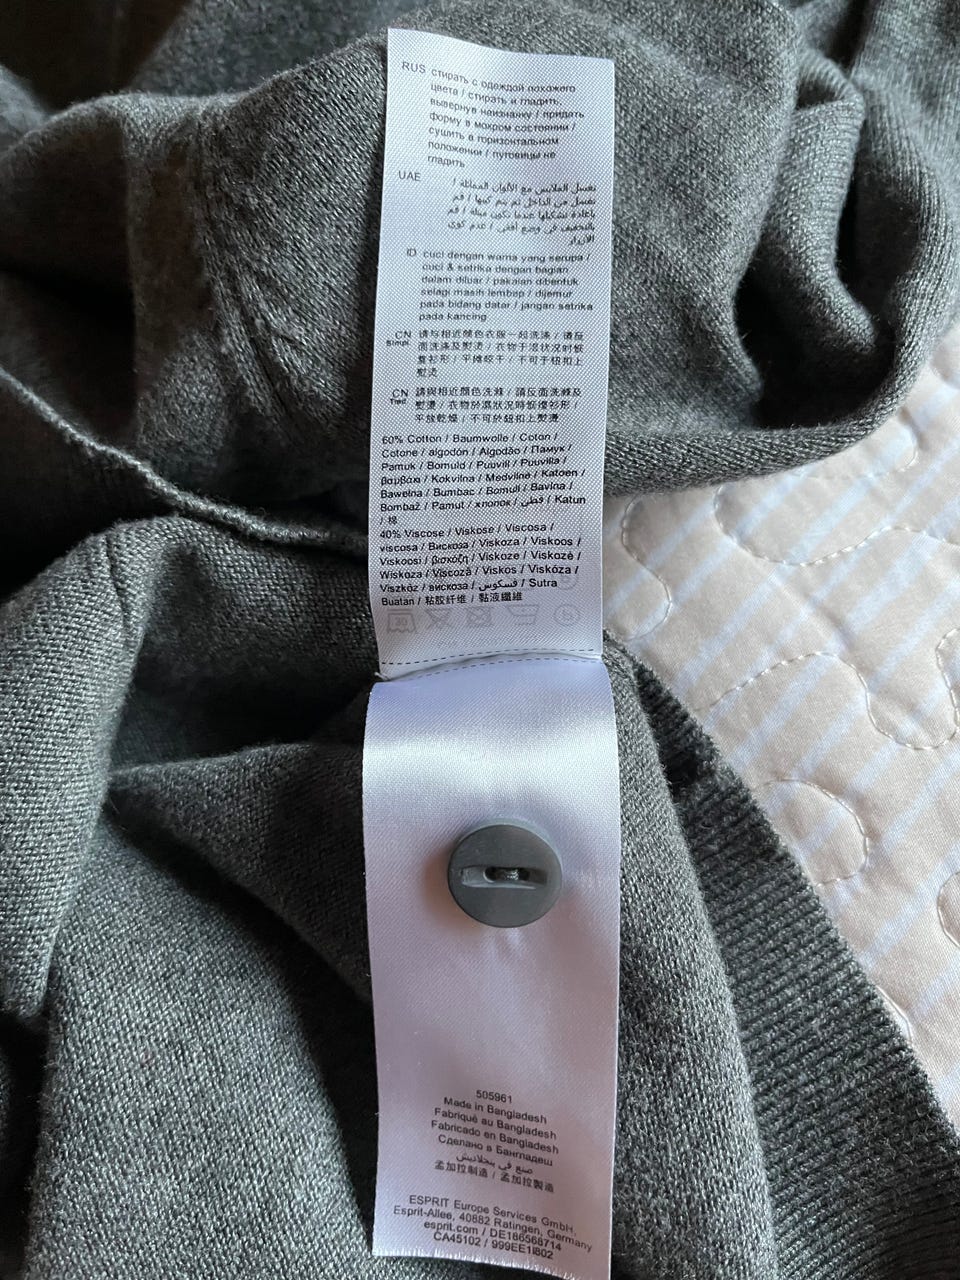 RUS стирать с одеждой похожего
цвета / стирать и гладить,
вывернув наизнанку / придать
форму в мокром состоянии /
сушить в горизонтальном
положении / пуговицы не
гладить
UAE تغسل الملابس مع الألوان المماثلة /
تغسل من الداخل ثم يتم كيها / قم
بإعادة تشكيلها عندما تكون مبتلة / قم
بالتجفيف في وضع أفقي / عدم كوي
الأزرار
ID cuci dengan warna yang serupa /
cuci & setrika dengan bagian
dalam diluar / pakaian dibentuk
selagi masih lembep / dijemur
pada bidang datar / jangan setrika
pada kancing
CN Simpl. 请与相近颜色衣服一起洗涤 / 请反
面洗涤及熨烫 / 衣物于湿状况时恢
复衫形 / 平摊晾干 / 不可于钮扣上
熨烫
CN Trad. 請與相近顏色洗滌 / 請反面洗滌及
熨燙 / 衣物於濕狀況時恢復衫形 /
平放乾燥 / 不可於鈕扣上熨燙
60% Cotton / Baumwolle / Coton /
Cotone / algodón / Algodão / Памук /
Pamuk / Bomuld / Puuvill / Puuvilla /
βαμβάκι / Kokvilna / Medvilnė / Katoen /
Bawełna / Bumbac / Bomull / Bavlna /
Bombaž / Pamut / хлопок / قطن / Katun
/ 棉
40% Viscose / Viskose / Viscosa /
viscosa / Вискоза / Viskoza / Viskoos /
Viskoosi / βισκόζη / Viskoze / Viskozė /
Wiskoza / Viscoză / Viskos / Viskóza /
Viszkóz / вискоза / فسكوس / Sutra
Buatan / 粘胶纤维 / 黏液纖維
505961
Made in Bangladesh
Fabriqué au Bangladesh
Fabricado en Bangladesh
Сделано в Бангладеш
صنع في بنجلاديش
孟加拉制造 / 孟加拉製造
ESPRIT Europe Services GmbH,
Esprit-Allee, 40882 Ratingen, Germany
esprit.com / DE186568714
CA45102 / 999EE1I802